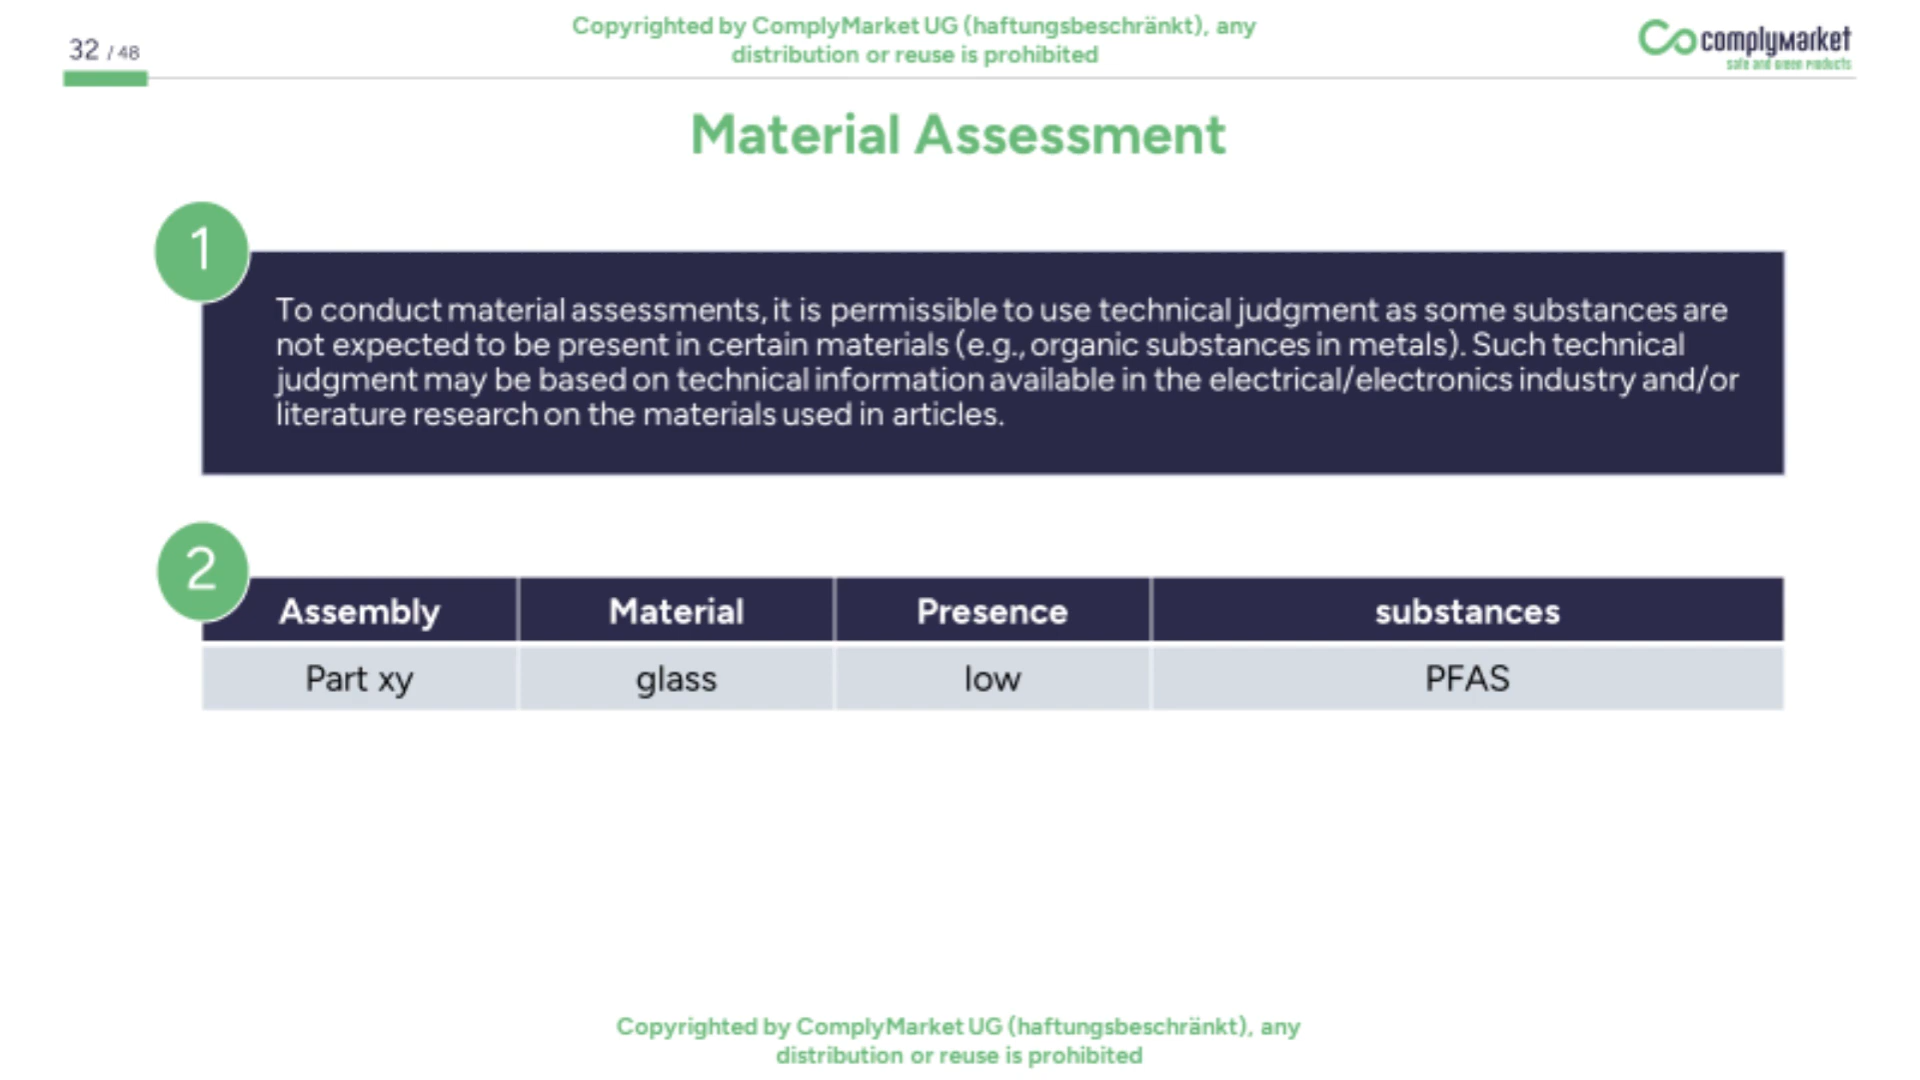 Copyrighted by ComplyMarket UG (haftungsbeschränkt), any
distribution or reuse is prohibited
32 / 48
complymarket
safe and green products
Material Assessment
1
To conduct material assessments, it is permissible to use technical judgment as some substances are
not expected to be present in certain materials (e.g., organic substances in metals). Such technical
judgment may be based on technical information available in the electrical/electronics industry and/or
literature research on the materials used in articles.
2
Assembly Material Presence substances
Part xy glass low PFAS
Copyrighted by ComplyMarket UG (haftungsbeschränkt), any
distribution or reuse is prohibited